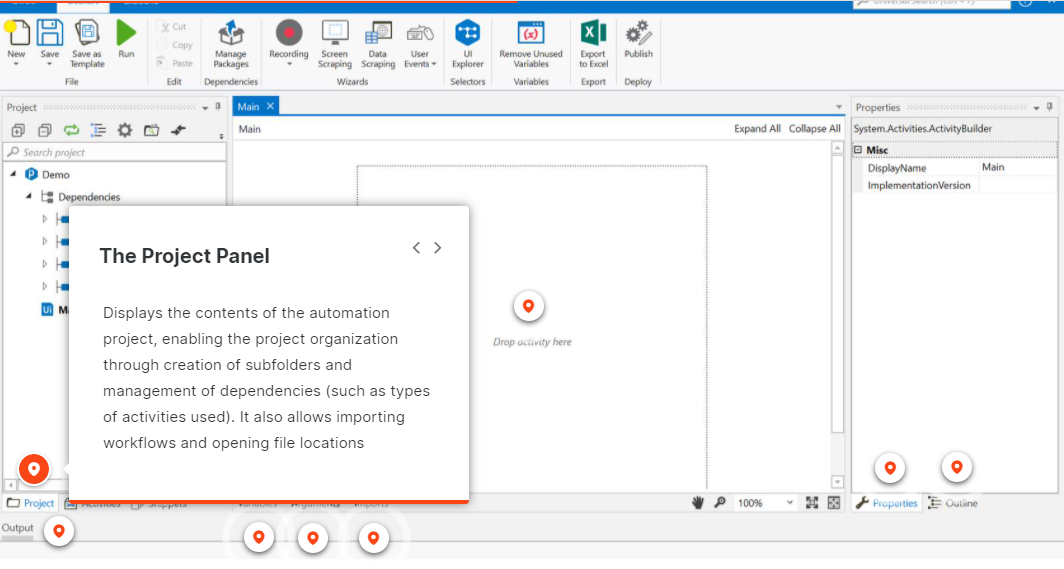 New
Save
Save as Template
Run
Cut
Copy
Paste
Manage Packages
Recording
Screen Scraping
Data Scraping
User Events
UI Explorer
Remove Unused Variables
Export to Excel
Publish
File
Edit
Dependencies
Wizards
Selectors
Variables
Export
Deploy
Project
Main
Properties
Main
Expand All Collapse All
System.Activities.ActivityBuilder
Search project
Misc
Demo
DisplayName Main
Dependencies
ImplementationVersion
The Project Panel
Displays the contents of the automation
project, enabling the project organization
through creation of subfolders and
management of dependencies (such as types
of activities used). It also allows importing
workflows and opening file locations
Ui
Drop activity here
Project
100%
Properties
Outline
Output